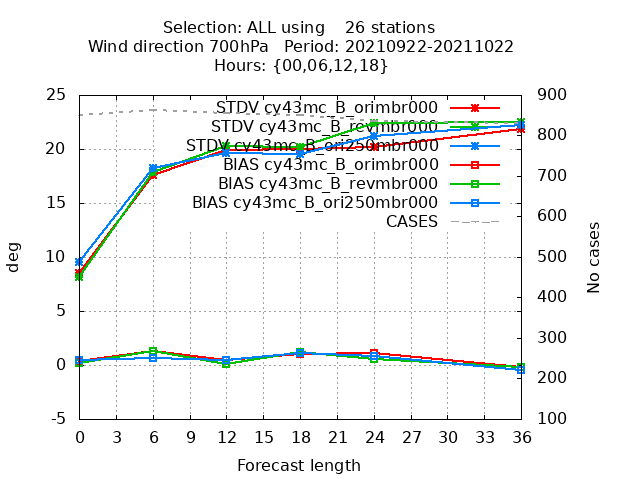 Selection: ALL using    26 stations
Wind direction 700hPa   Period: 20210922-20211022
Hours: {00,06,12,18}
STDV cy43mc_B_orimbr000
STDV cy43mc_B_revmbr000
STDV cy43mc_B_ori250mbr000
BIAS cy43mc_B_orimbr000
BIAS cy43mc_B_revmbr000
BIAS cy43mc_B_ori250mbr000
CASES
25
20
15
10
5
0
-5
deg
900
800
700
600
500
400
300
200
100
No cases
0 3 6 9 12 15 18 21 24 27 30 33 36
Forecast length